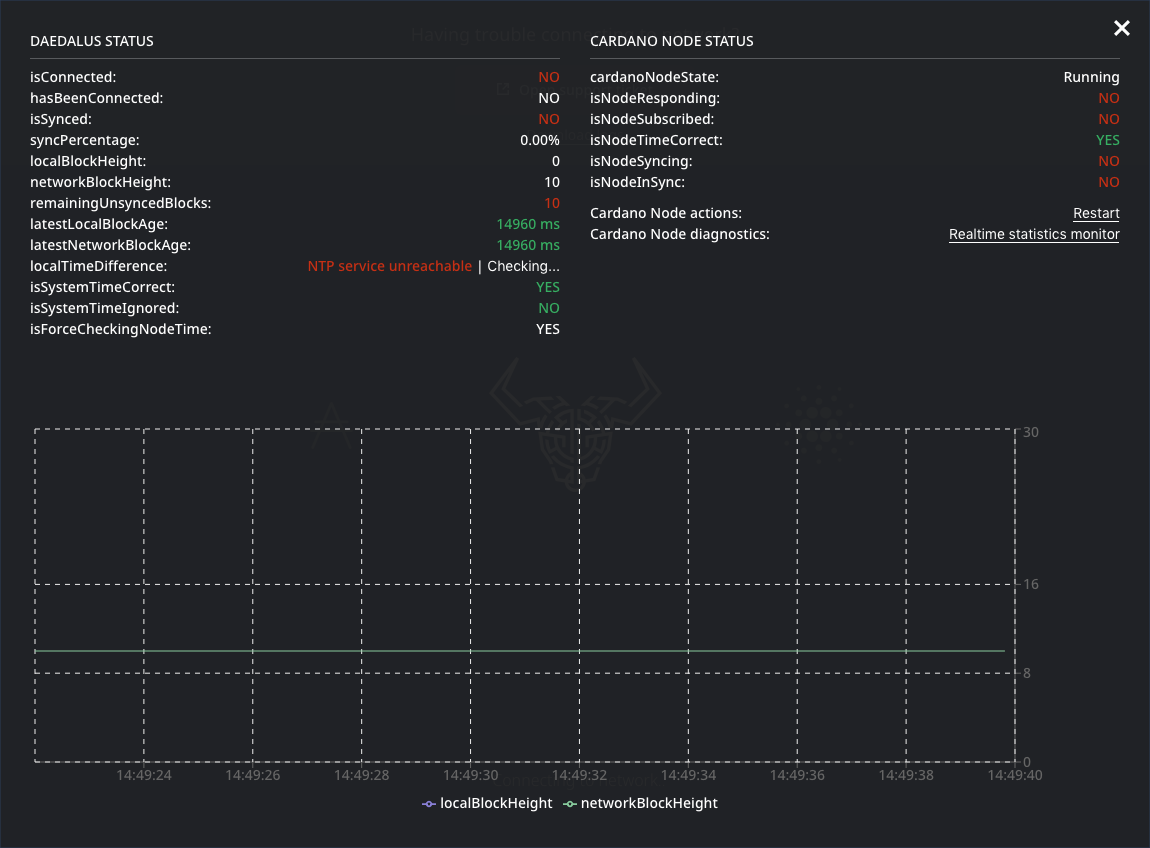 DAEDALUS STATUS
isConnected: NO
hasBeenConnected: NO
isSynced: NO
syncPercentage: 0.00%
localBlockHeight: 0
networkBlockHeight: 10
remainingUnsyncedBlocks: 10
latestLocalBlockAge: 14960 ms
latestNetworkBlockAge: 14960 ms
localTimeDifference: NTP service unreachable | Checking...
isSystemTimeCorrect: YES
isSystemTimeIgnored: NO
isForceCheckingNodeTime: YES
CARDANO NODE STATUS
cardanoNodeState: Running
isNodeResponding: NO
isNodeSubscribed: NO
isNodeTimeCorrect: YES
isNodeSyncing: NO
isNodeInSync: NO
Cardano Node actions: Restart
Cardano Node diagnostics: Realtime statistics monitor
Having trouble conne
30
16
8
0
14:49:24 14:49:26 14:49:28 14:49:30 14:49:32 14:49:34 14:49:36 14:49:38 14:49:40
localBlockHeight networkBlockHeight